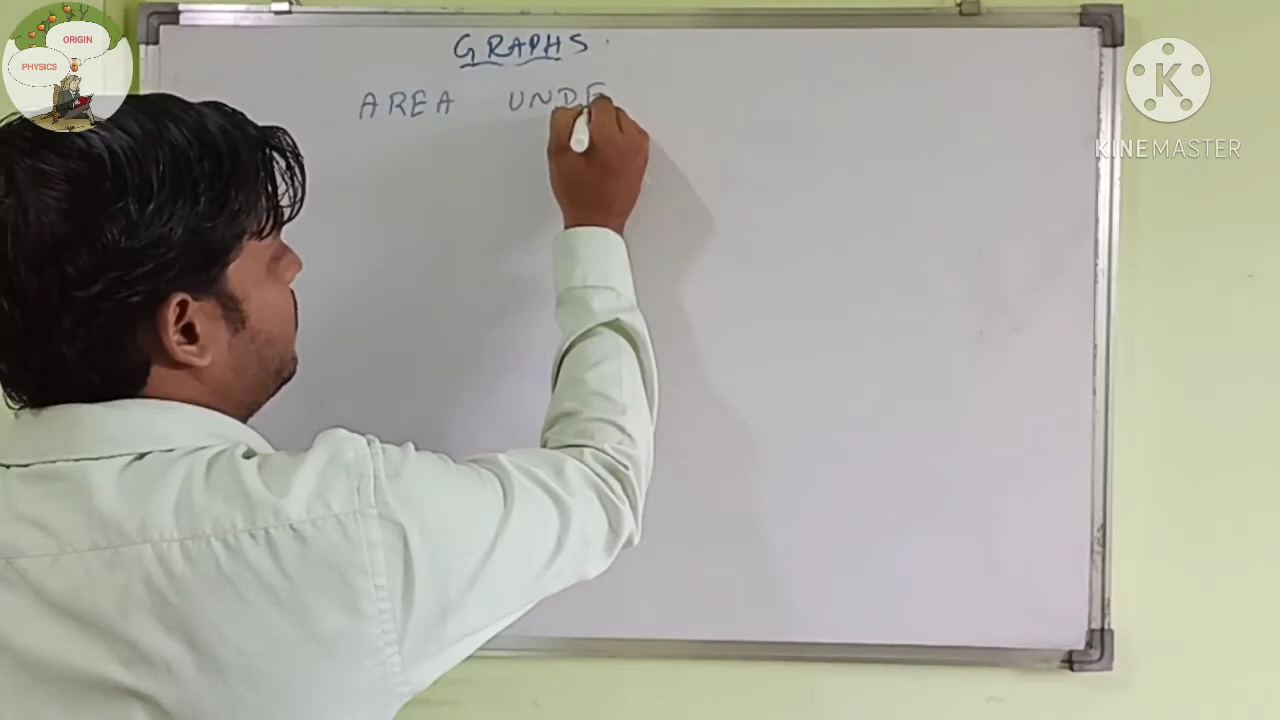 ORIGIN
PHYSICS
GRAPHS.
AREA UNDE
K
KINEMASTER